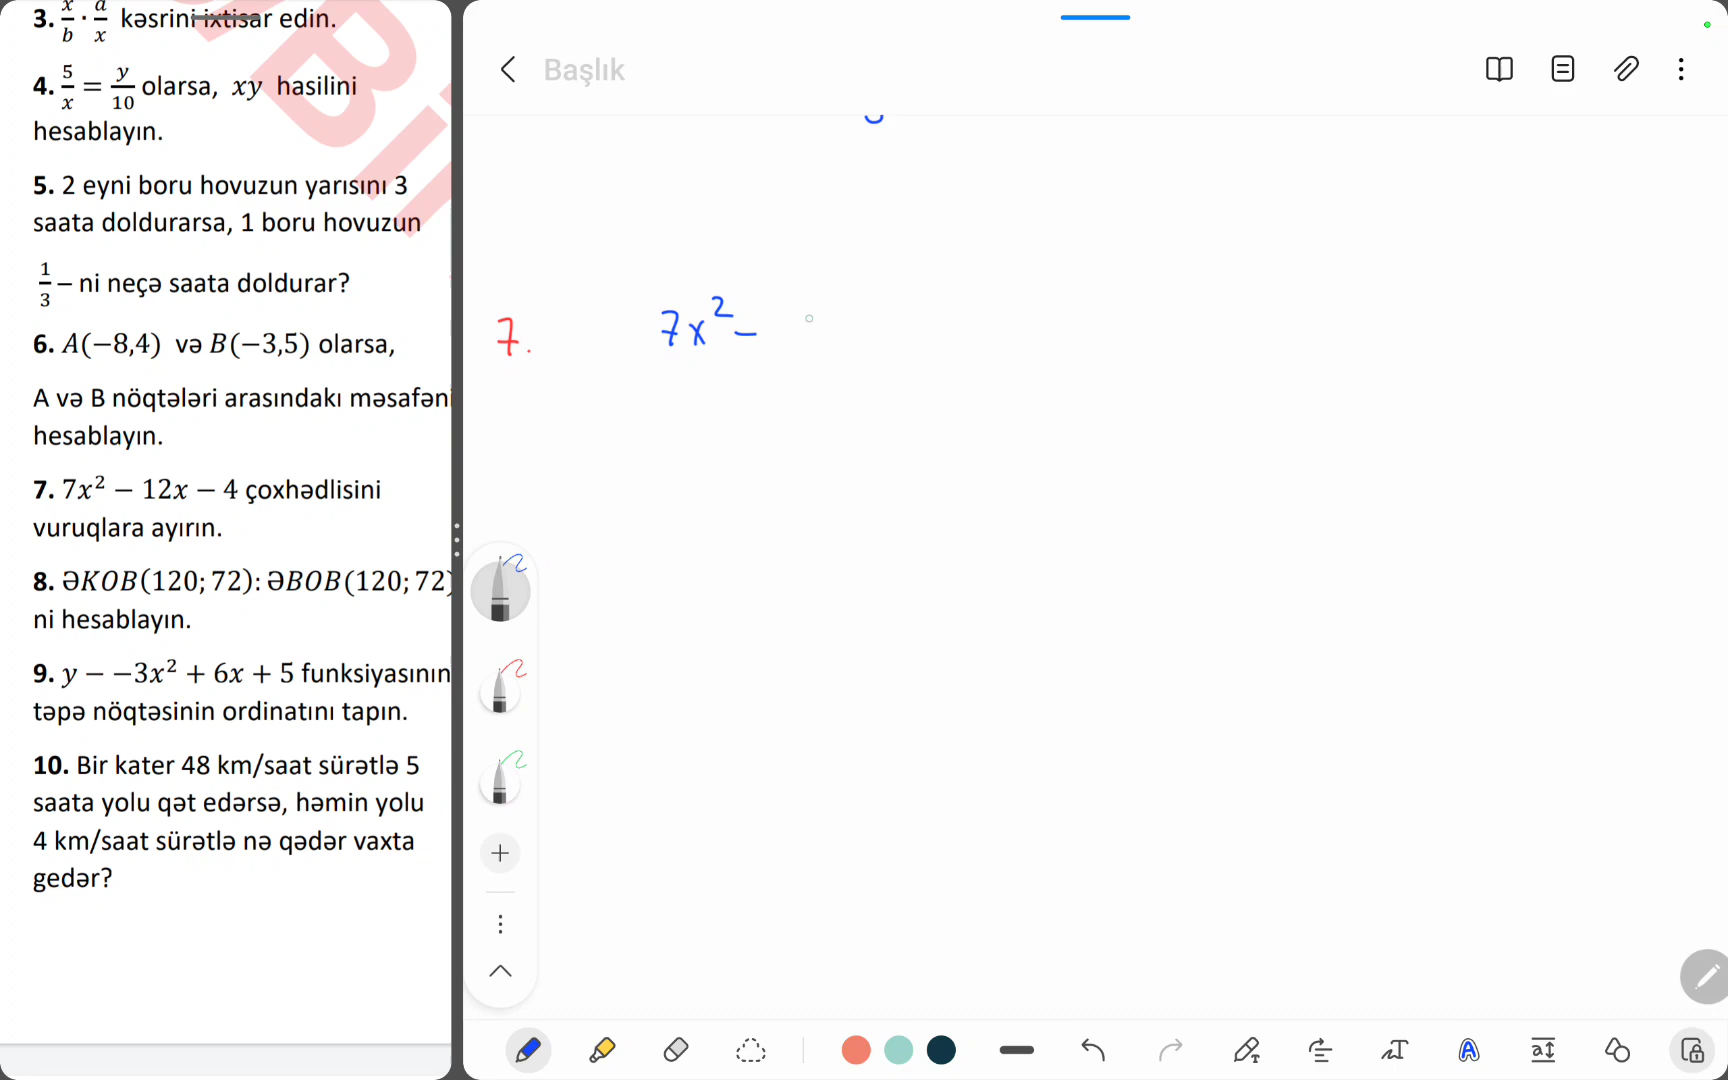 3. x/b · a/x kəsrini ixtisar edin.
4. 5/x = y/10 olarsa, xy hasilini
hesablayın.
5. 2 eyni boru hovuzun yarısını 3
saata doldurarsa, 1 boru hovuzun
1/3 – ni neçə saata doldurar?
6. A(−8,4) və B(−3,5) olarsa,
A və B nöqtələri arasındakı məsafəni
hesablayın.
7. 7x² − 12x − 4 çoxhədlisini
vuruqlara ayırın.
8. ƏKOB(120; 72): ƏBOB(120; 72)
ni hesablayın.
9. y − −3x² + 6x + 5 funksiyasının
təpə nöqtəsinin ordinatını tapın.
10. Bir kater 48 km/saat sürətlə 5
saata yolu qət edərsə, həmin yolu
4 km/saat sürətlə nə qədər vaxta
gedər?
Başlık
7. 7x² −